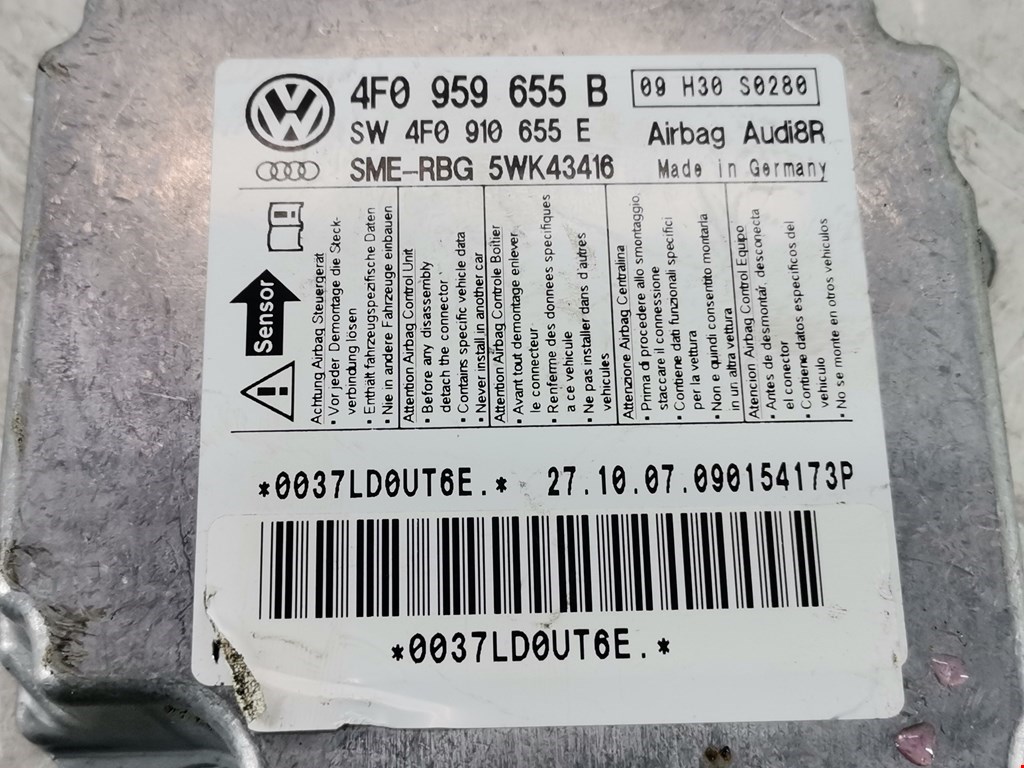 4F0 959 655 B
09 H30 S0280
SW 4F0 910 655 E
Airbag Audi8R
SME-RBG 5WK43416
Made in Germany
Sensor
Achtung Airbag Steuergerät
• Vor jeder Demontage die Steck-
verbindung lösen
• Enthält fahrzeugspezifische Daten
• Nie in andere Fahrzeuge einbauen
Attention Airbag Control Unit
• Before any disassembly
detach the connector
• Contains specific vehicle data
• Never install in another car
Attention Airbag Controle Boîtier
• Avant tout demontage enlever
le connecteur
• Renferme des donnees specifiques
a ce vehicule
• Ne pas installer dans d'autres
vehicules
Attenzione Airbag Centralina
• Prima di procedere allo smontaggio,
staccare il connessione
• Contiene dati funzionali specifici
per la vettura
• Non e quindi consentito montarla
in un altra vettura
Atencion Airbag Control Equipo
• Antes de desmontar, desconecta
el conector
• Contiene datos especificos del
vehiculo
• No se monte en otros vehiculos
*0037LD0UT6E.* 27.10.07.090154173P
*0037LD0UT6E.*